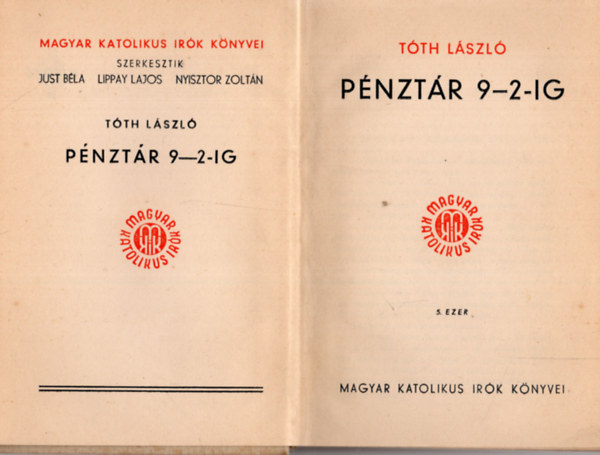 MAGYAR KATOLIKUS IRÓK KÖNYVEI
SZERKESZTIK
JUST BÉLA LIPPAY LAJOS NYISZTOR ZOLTÁN
TÓTH LÁSZLÓ
PÉNZTÁR 9—2-IG
MAGYAR KATOLIKUS IRÓK
TÓTH LÁSZLÓ
PÉNZTÁR 9—2-IG
MAGYAR KATOLIKUS IRÓK
5. EZER
MAGYAR KATOLIKUS IRÓK KÖNYVEI